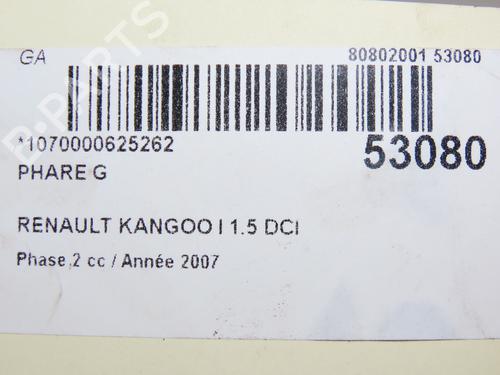 GA
80802001 53080
*1070000625262
53080
PHARE G
RENAULT KANGOO I 1.5 DCI
Phase 2 cc / Année 2007